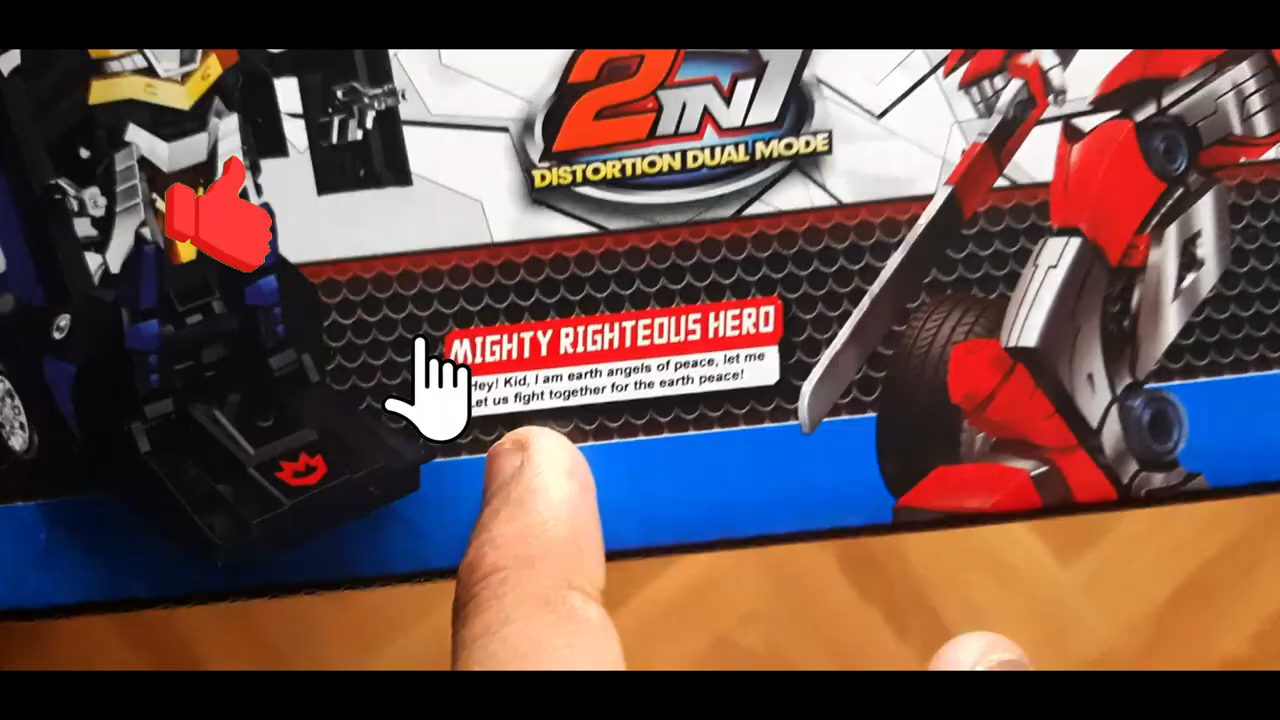 2IN1
DISTORTION DUAL MODE
MIGHTY RIGHTEOUS HERO
Hey! Kid, I am earth angels of peace, let me
Let us fight together for the earth peace!